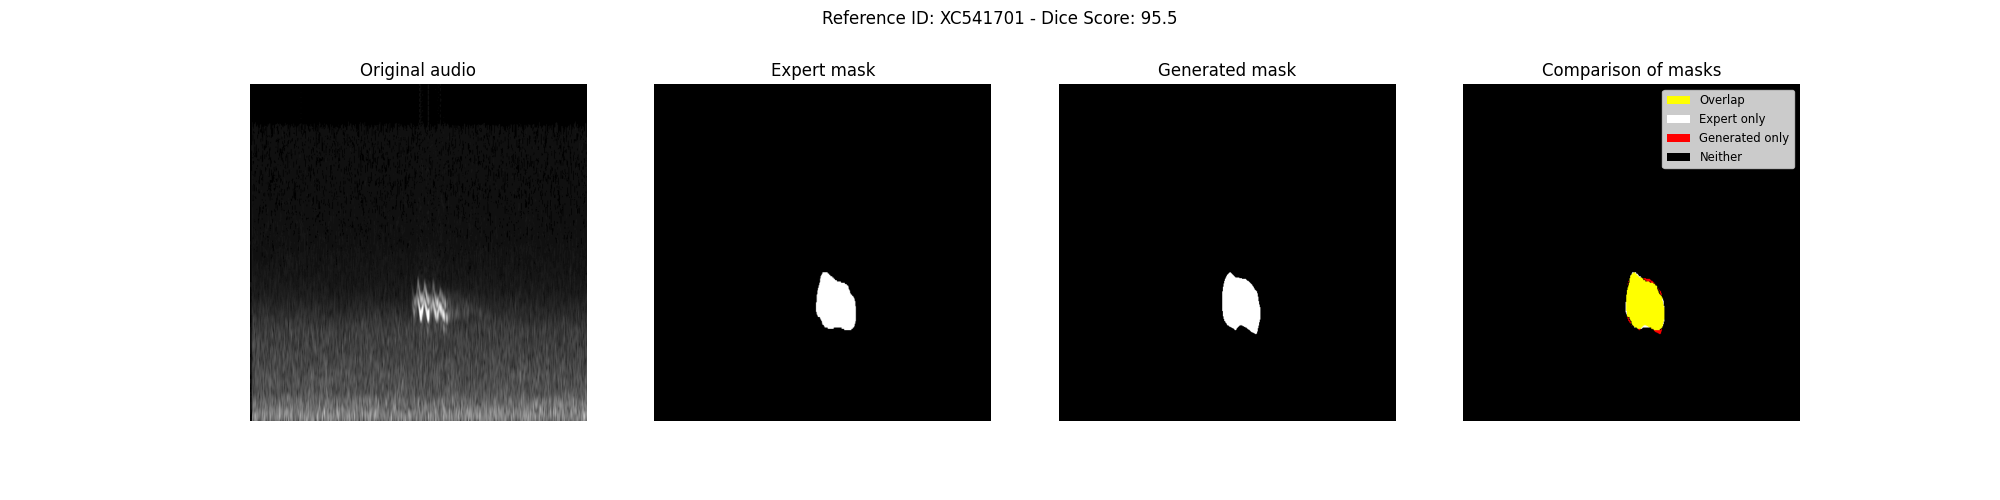 Reference ID: XC541701 - Dice Score: 95.5
Original audio
Expert mask
Generated mask
Comparison of masks
Overlap
Expert only
Generated only
Neither